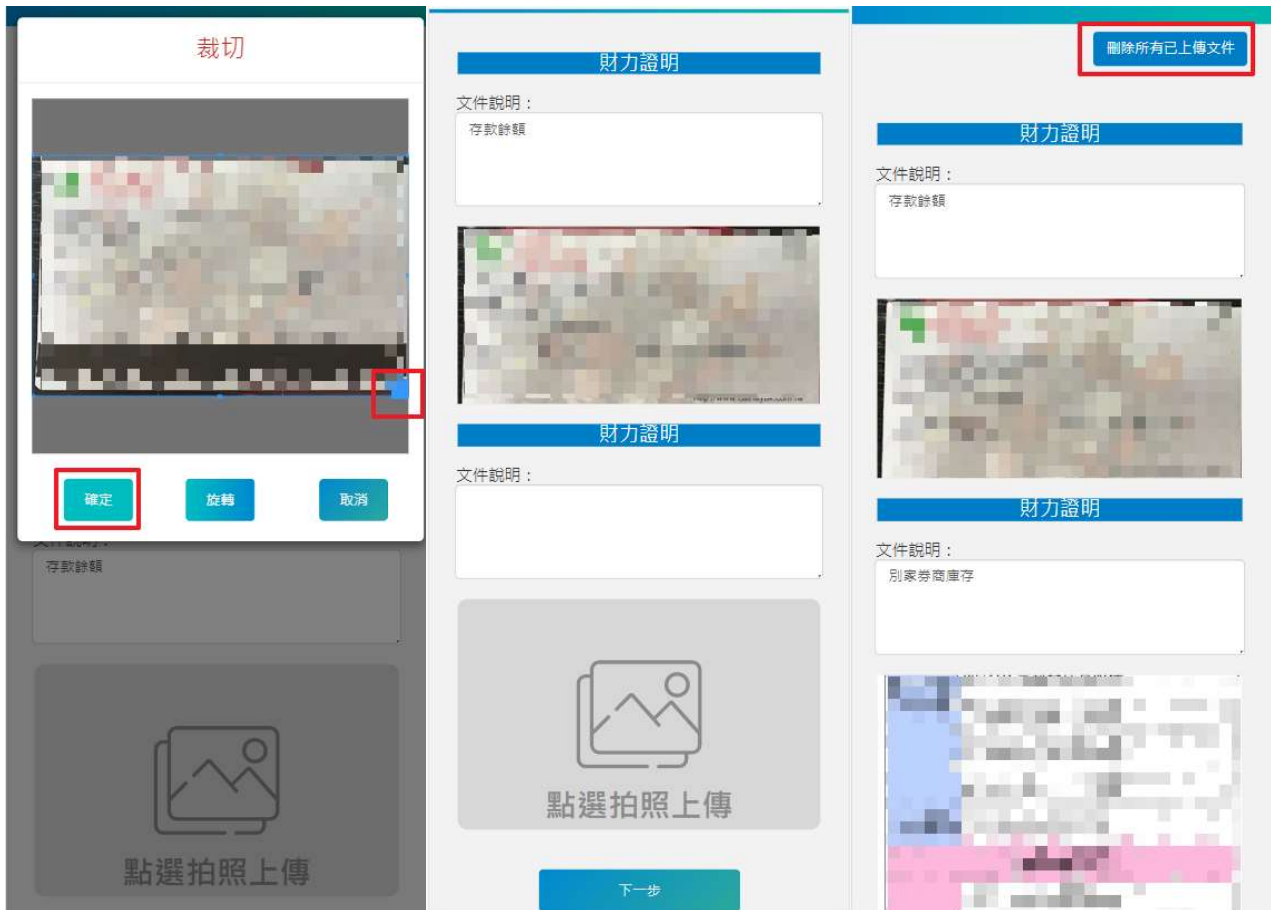 裁切
確定
旋轉
取消
存款餘額
點選拍照上傳
財力證明
文件說明：
存款餘額
財力證明
文件說明：
點選拍照上傳
下一步
刪除所有已上傳文件
財力證明
文件說明：
存款餘額
財力證明
文件說明：
別家券商庫存